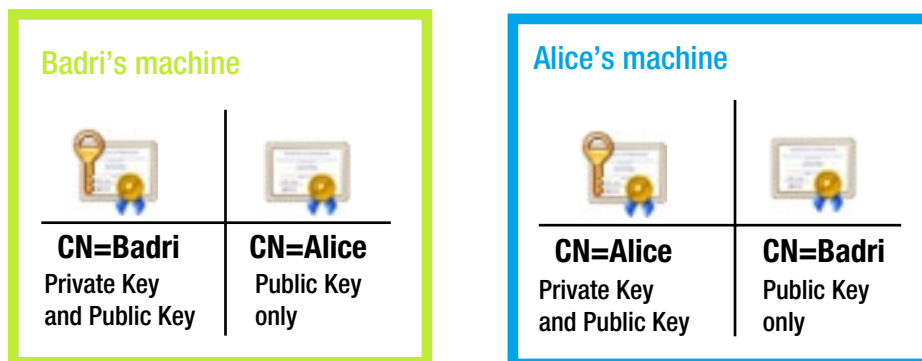 Badri's machine
CN=Badri
Private Key
and Public Key
CN=Alice
Public Key
only
Alice's machine
CN=Alice
Private Key
and Public Key
CN=Badri
Public Key
only